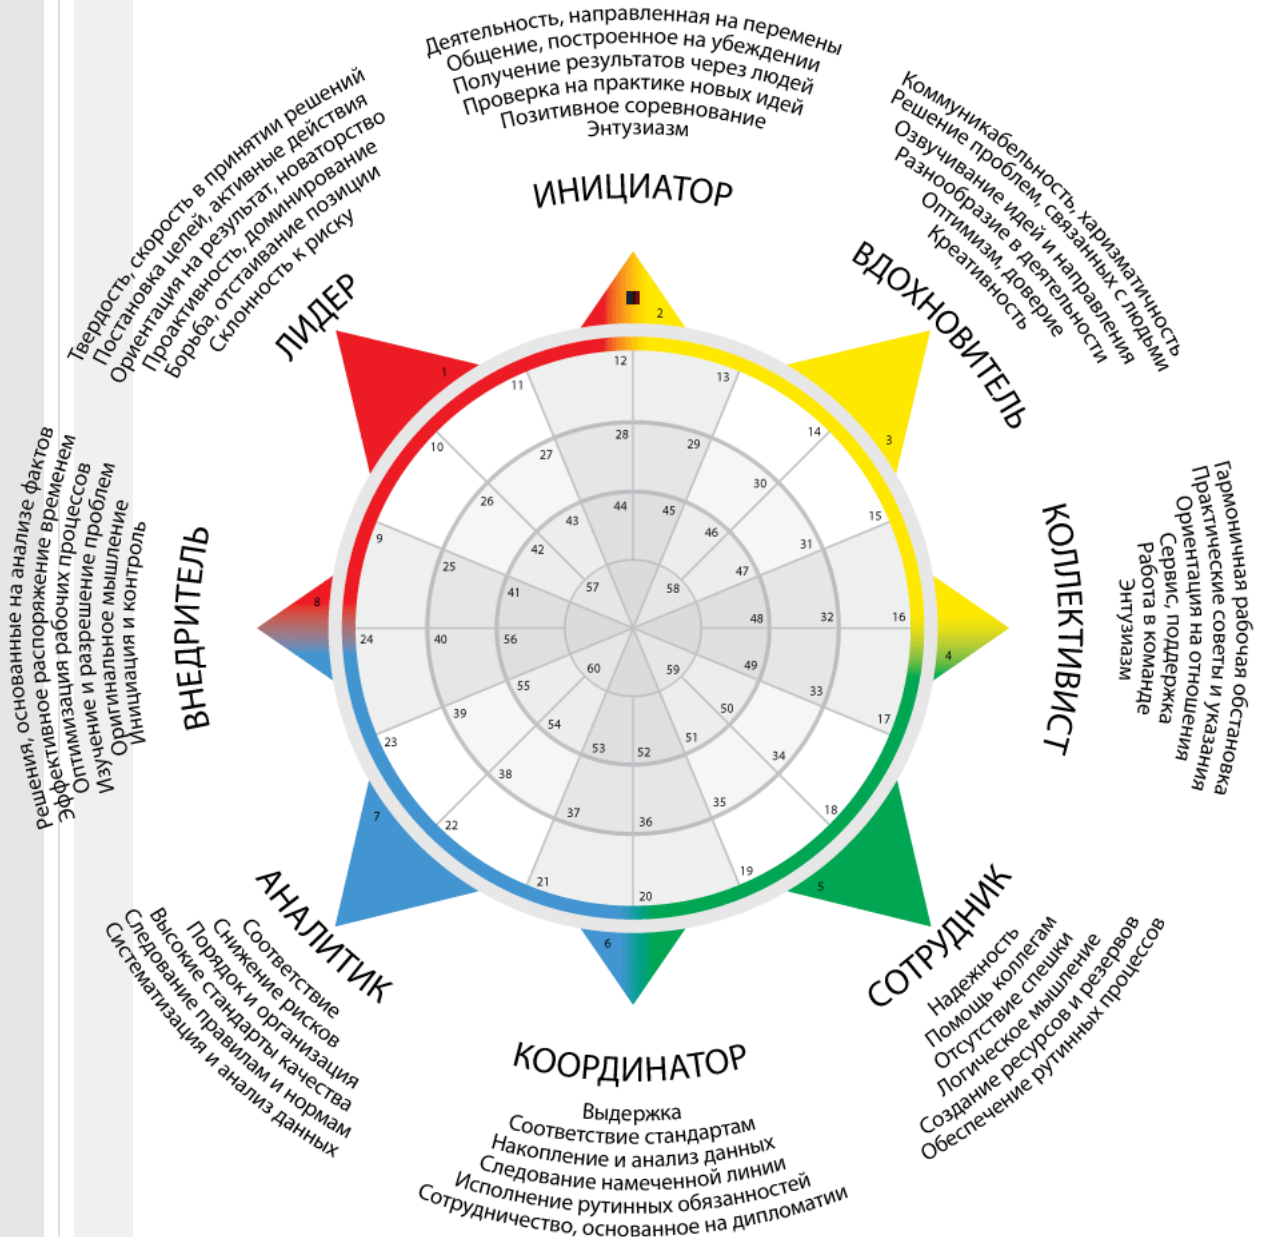 Деятельность, направленная на перемены
Общение, построенное на убеждении
Получение результатов через людей
Проверка на практике новых идей
Позитивное соревнование
Энтузиазм
ИНИЦИАТОР
Коммуникабельность, харизматичность
Решение проблем, связанных с людьми
Озвучивание идей и направления
Разнообразие в деятельности
Оптимизм, доверие
Креативность
ВДОХНОВИТЕЛЬ
Гармоничная рабочая обстановка
Практические советы и указания
Ориентация на отношения
Сервис, поддержка
Работа в команде
Энтузиазм
КОЛЛЕКТИВИСТ
СОТРУДНИК
Надежность
Помощь коллегам
Отсутствие спешки
Логическое мышление
Создание ресурсов и резервов
Обеспечение рутинных процессов
КООРДИНАТОР
Выдержка
Соответствие стандартам
Накопление и анализ данных
Следование намеченной линии
Исполнение рутинных обязанностей
Сотрудничество, основанное на дипломатии
АНАЛИТИК
Соответствие
Снижение рисков
Порядок и организация
Высокие стандарты качества
Следование правилам и нормам
Систематизация и анализ данных
Решения, основанные на анализе фактов
Эффективное распоряжение временем
Оптимизация рабочих процессов
Изучение и разрешение проблем
Оригинальное мышление
Инициация и контроль
ВНЕДРИТЕЛЬ
Твердость, скорость в принятии решений
Постановка целей, активные действия
Ориентация на результат, новаторство
Проактивность, доминирование
Борьба, отстаивание позиции
Склонность к риску
ЛИДЕР
1
2
3
4
5
6
7
8
9
10
11
12
13
14
15
16
17
18
19
20
21
22
23
24
25
26
27
28
29
30
31
32
33
34
35
36
37
38
39
40
41
42
43
44
45
46
47
48
49
50
51
52
53
54
55
56
57
58
59
60